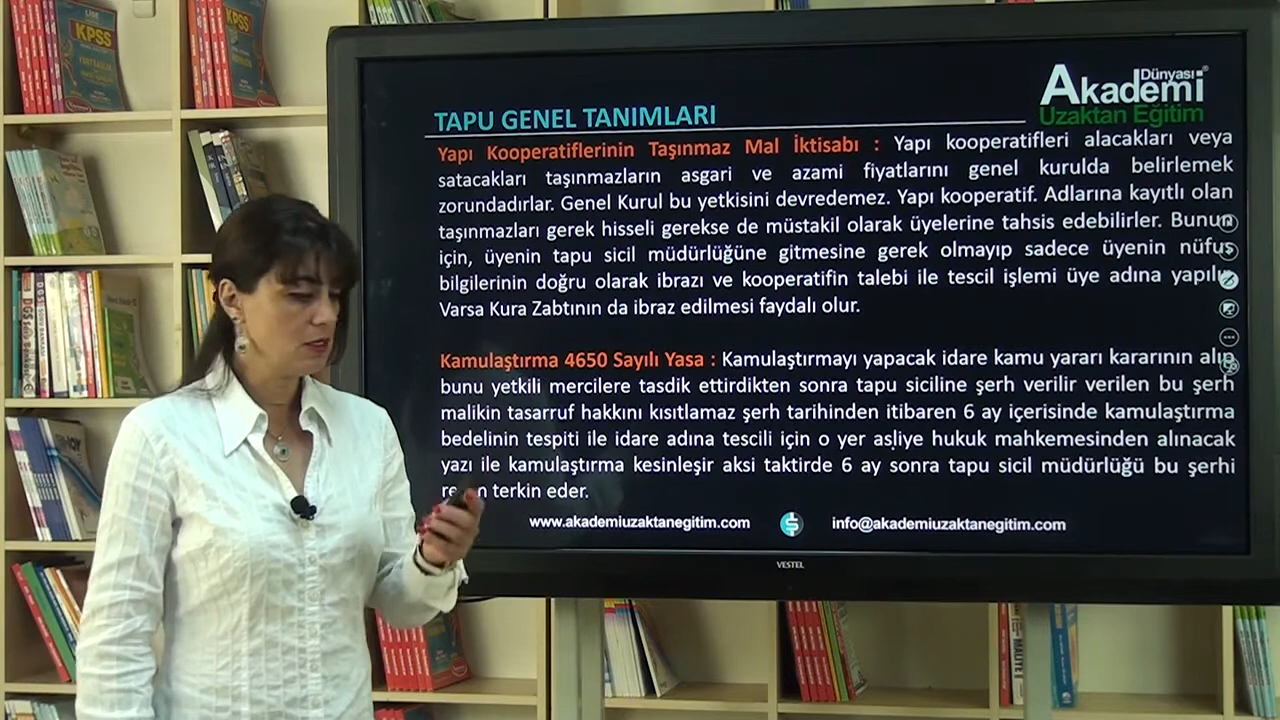 KPSS
KPSS
DGS
Dünyası
Akademi
Uzaktan Eğitim
TAPU GENEL TANIMLARI
Yapı Kooperatiflerinin Taşınmaz Mal İktisabı : Yapı kooperatifleri alacakları veya
satacakları taşınmazların asgari ve azami fiyatlarını genel kurulda belirlemek
zorundadırlar. Genel Kurul bu yetkisini devredemez. Yapı kooperatif. Adlarına kayıtlı olan
taşınmazları gerek hisseli gerekse de müstakil olarak üyelerine tahsis edebilirler. Bunun
için, üyenin tapu sicil müdürlüğüne gitmesine gerek olmayıp sadece üyenin nüfus
bilgilerinin doğru olarak ibrazı ve kooperatifin talebi ile tescil işlemi üye adına yapılır
Varsa Kura Zabtının da ibraz edilmesi faydalı olur.
Kamulaştırma 4650 Sayılı Yasa : Kamulaştırmayı yapacak idare kamu yararı kararının alıp
bunu yetkili mercilere tasdik ettirdikten sonra tapu siciline şerh verilir verilen bu şerh
malikin tasarruf hakkını kısıtlamaz şerh tarihinden itibaren 6 ay içerisinde kamulaştırma
bedelinin tespiti ile idare adına tescili için o yer asliye hukuk mahkemesinden alınacak
yazı ile kamulaştırma kesinleşir aksi taktirde 6 ay sonra tapu sicil müdürlüğü bu şerhi
terkin eder.
www.akademiuzaktanegitim.com info@akademiuzaktanegitim.com
VESTEL